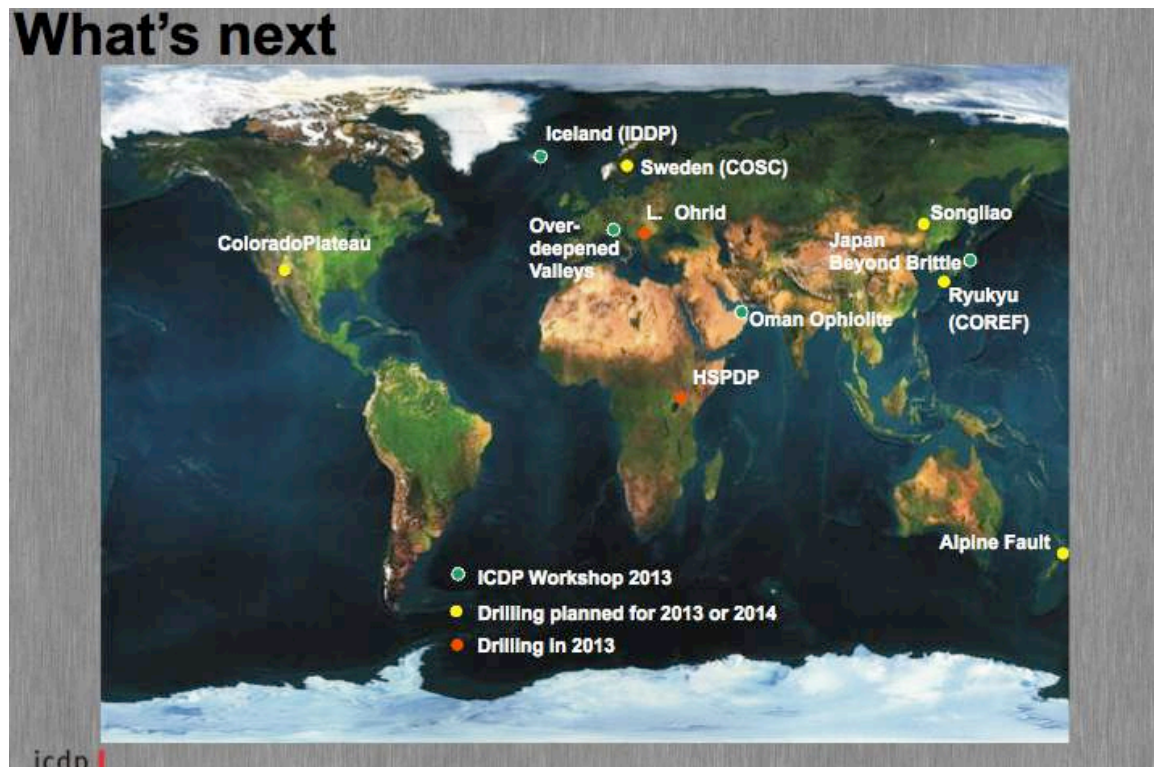 What's next
Iceland (IDDP)
Sweden (COSC)
L. Ohrid
Over-
deepened
Valleys
Songliao
Japan
Beyond Brittle
ColoradoPlateau
Ryukyu
(COREF)
Oman Ophiolite
HSPDP
Alpine Fault
ICDP Workshop 2013
Drilling planned for 2013 or 2014
Drilling in 2013
icdp